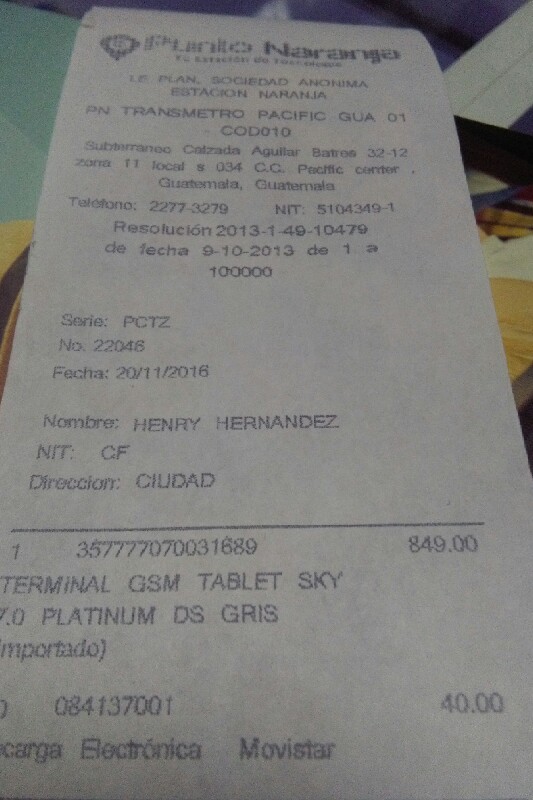 Punto Naranja
Tu Estación de
LE PLAN, SOCIEDAD ANONIMA
ESTACION NARANJA
PN TRANSMETRO PACIFIC GUA 01
- COD010
Subterraneo Calzada Aguilar Batres 32-12
zona 11 local s 034 C.C. Pacific center ,
Guatemala, Guatemala
Teléfono: 2277-3279 NIT: 5104349-1
Resolución 2013-1-49-10479
de fecha 9-10-2013 de 1 a
100000
Serie: PCTZ
No. 22046
Fecha: 20/11/2016
Nombre: HENRY HERNANDEZ
NIT: CF
Direccion: CIUDAD
1 357777070031689 849.00
TERMINAL GSM TABLET SKY
7.0 PLATINUM DS GRIS
importado)
084137001 40.00
carga Electrónica Movistar